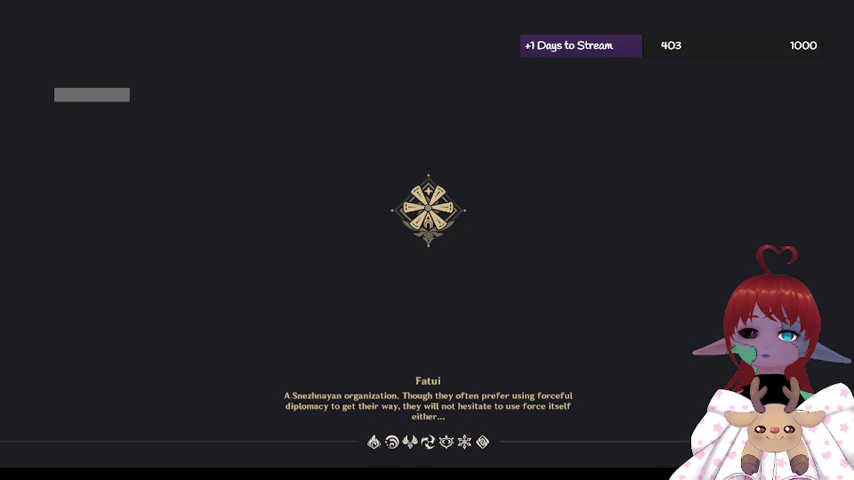 +1 Days to Stream 403 1000
Fatui
A Snezhnayan organization. Though they often prefer using forceful
diplomacy to get their way, they will not hesitate to use force itself
either...